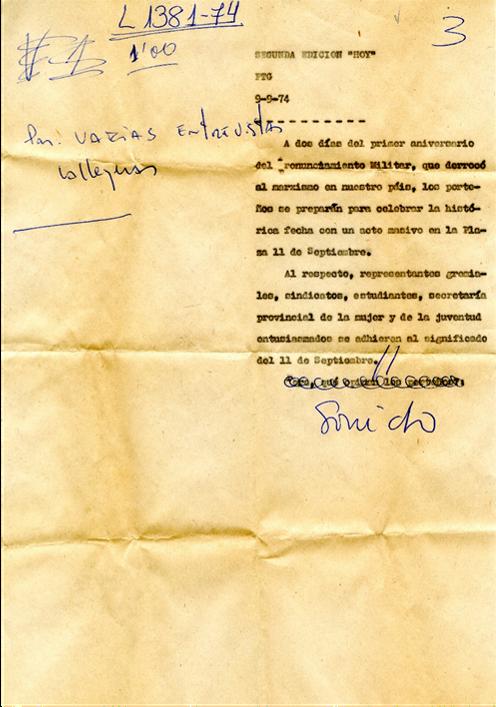 L 1381-74
3
1'00
SEGUNDA EDICION "HOY"
PTG
9-9-74
- - - - - - - - - - -
VARIAS ENTREVISTAS
callejeras
A dos días del primer aniversario
del pronunciamiento Militar, que derrocó
al marxismo en nuestro páis, los porte-
ños se preparán para celebrar la histó-
rica fecha con un acto masivo en la Pla-
za 11 de Septiembre.
Al respecto, representantes gremia-
les, sindicatos, estudiantes, secretaría
provincial de la mujer y de la juventud
entusiasmados se adhieren al significado
del 11 de Septiembre.
Sonido